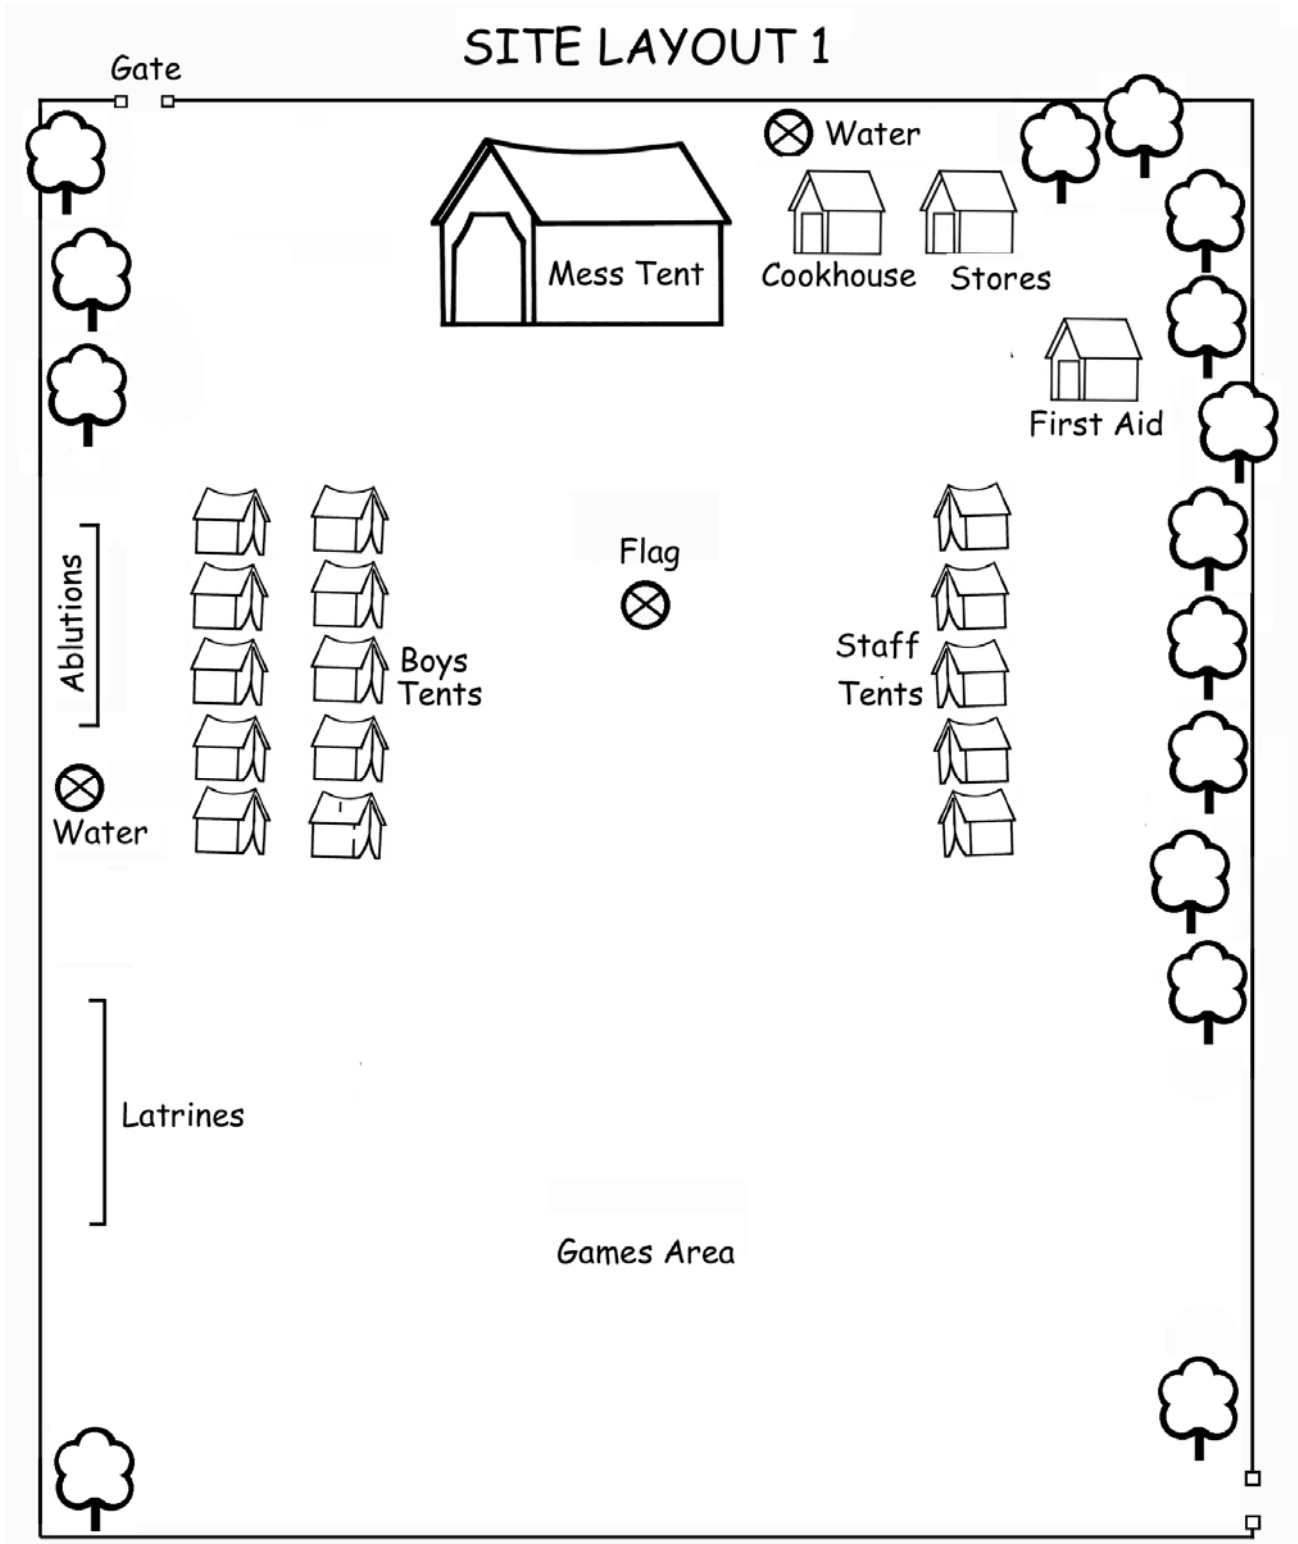 SITE LAYOUT 1
Gate
Water
Mess Tent
Cookhouse
Stores
First Aid
Flag
Ablutions
Boys
Tents
Staff
Tents
Water
Latrines
Games Area